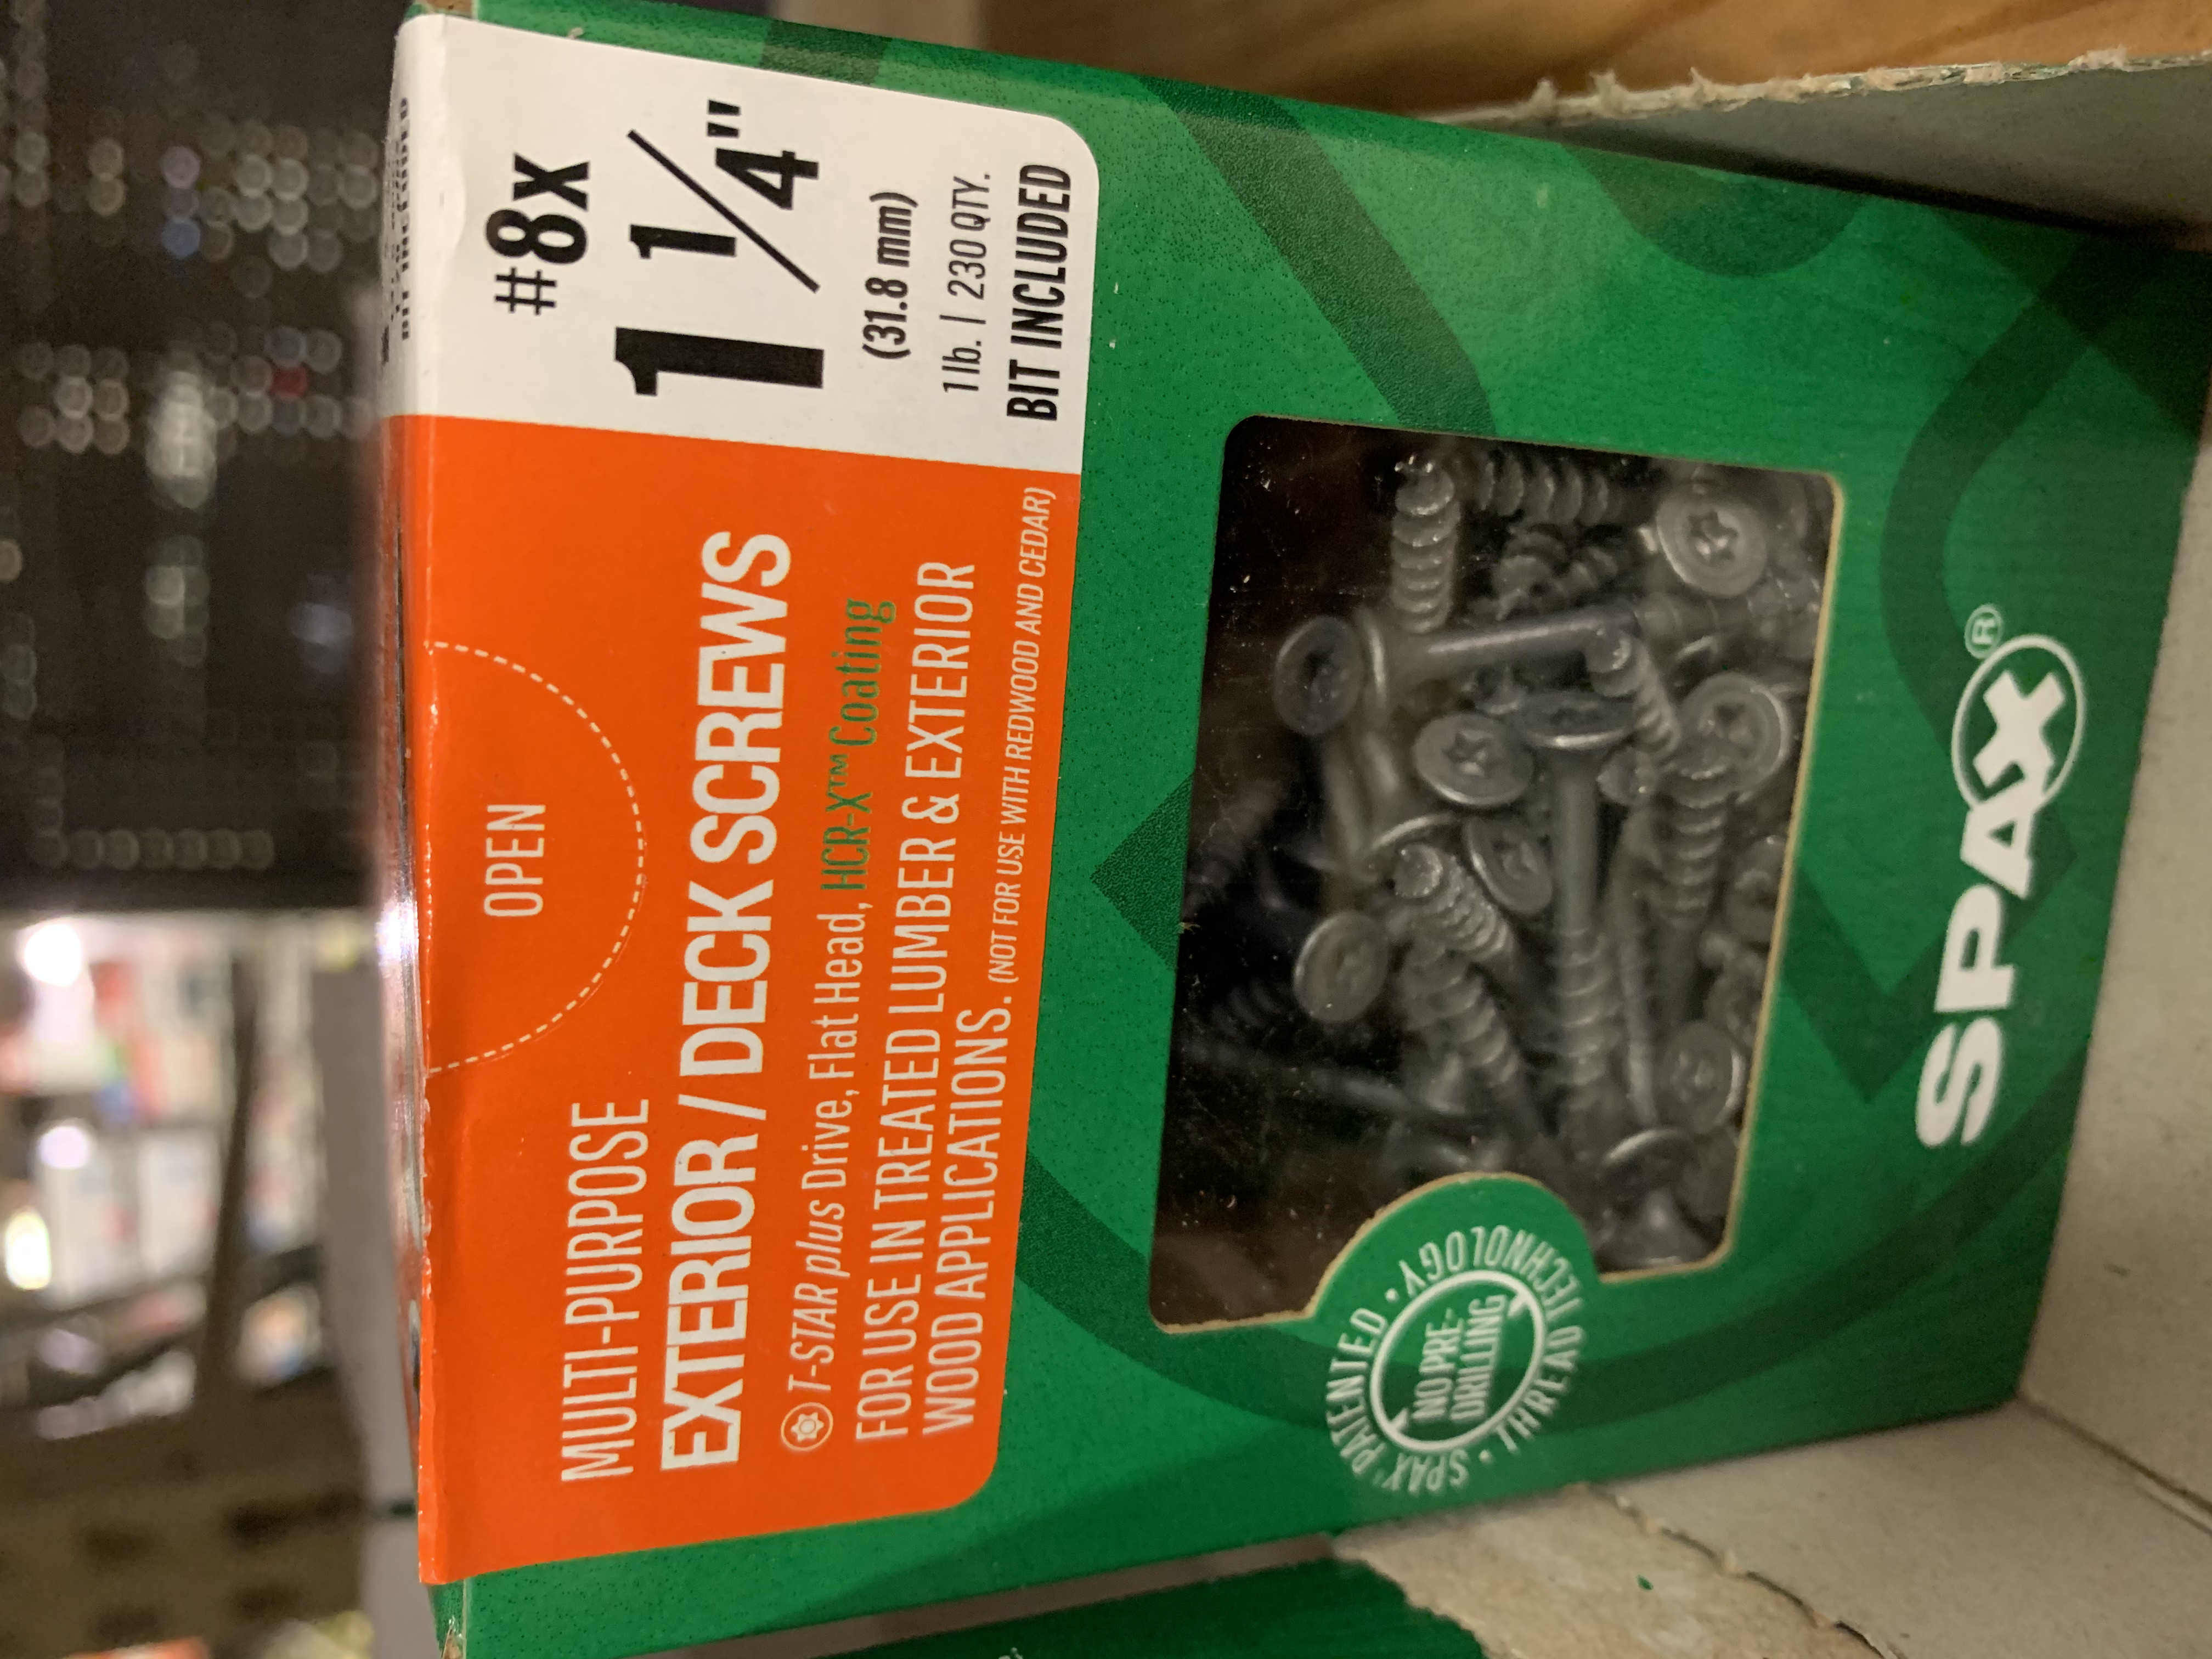 OPEN
MULTI-PURPOSE
EXTERIOR / DECK SCREWS
T-STAR plus Drive, Flat Head, HCR-X™ Coating
FOR USE IN TREATED LUMBER & EXTERIOR
WOOD APPLICATIONS. (NOT FOR USE WITH REDWOOD AND CEDAR)
#8x
1 1/4"
(31.8 mm)
1 lb. | 230 QTY.
BIT INCLUDED
BIT INCLUDED
SPAX® PATENTED • THREAD TECHNOLOGY •
NO PRE-
DRILLING
SPAX®